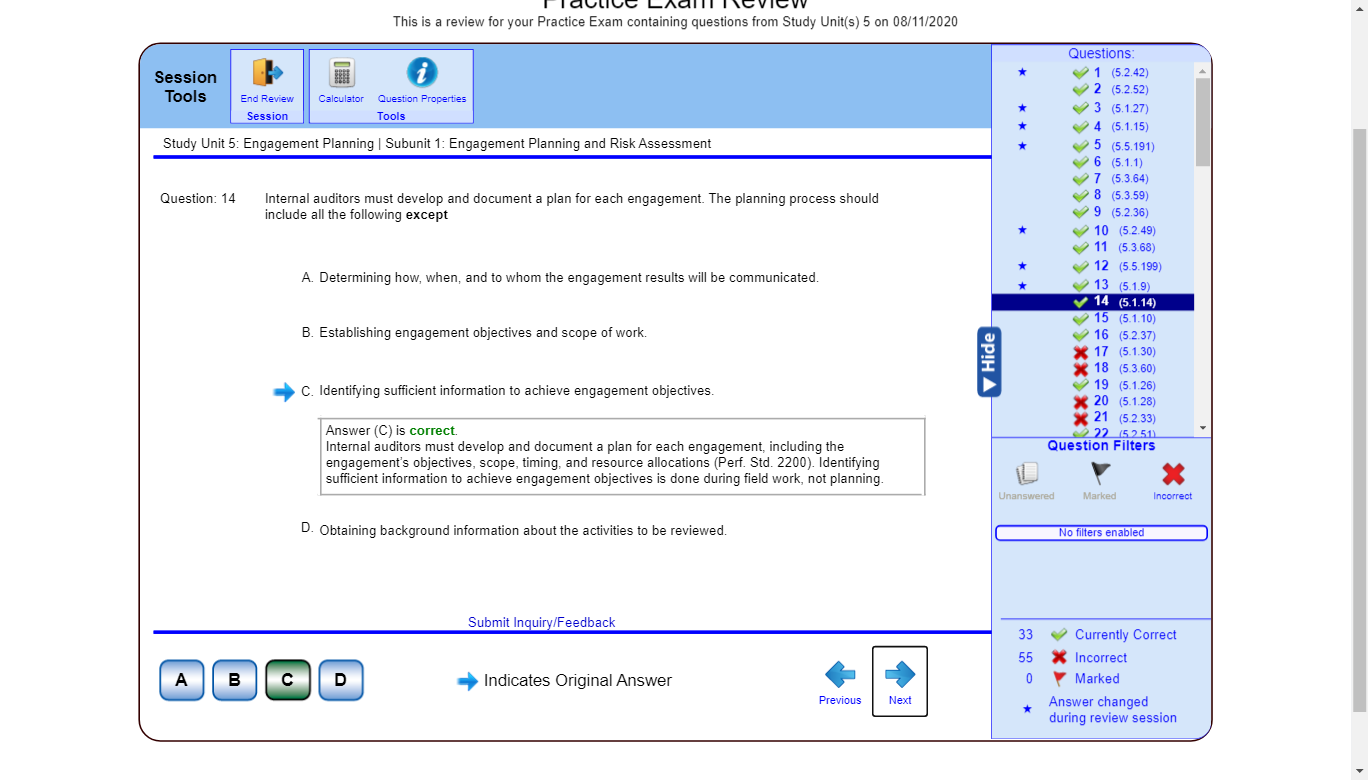 Practice Exam Review
This is a review for your Practice Exam containing questions from Study Unit(s) 5 on 08/11/2020
Session
Tools
End Review
Session
Calculator
Question Properties
Tools
Study Unit 5: Engagement Planning | Subunit 1: Engagement Planning and Risk Assessment
Question: 14
Internal auditors must develop and document a plan for each engagement. The planning process should
include all the following except
A. Determining how, when, and to whom the engagement results will be communicated.
B. Establishing engagement objectives and scope of work.
C. Identifying sufficient information to achieve engagement objectives.
Answer (C) is correct.
Internal auditors must develop and document a plan for each engagement, including the
engagement's objectives, scope, timing, and resource allocations (Perf. Std. 2200). Identifying
sufficient information to achieve engagement objectives is done during field work, not planning.
D. Obtaining background information about the activities to be reviewed.
Submit Inquiry/Feedback
A
B
C
D
Indicates Original Answer
Previous
Next
Questions:
1 (5.2.42)
2 (5.2.52)
3 (5.1.27)
4 (5.1.15)
5 (5.5.191)
6 (5.1.1)
7 (5.3.64)
8 (5.3.59)
9 (5.2.36)
10 (5.2.49)
11 (5.3.68)
12 (5.5.199)
13 (5.1.9)
14 (5.1.14)
15 (5.1.10)
16 (5.2.37)
17 (5.1.30)
18 (5.3.60)
19 (5.1.26)
20 (5.1.28)
21 (5.2.33)
22 (5.2.51)
Hide
Question Filters
Unanswered
Marked
Incorrect
No filters enabled
33 Currently Correct
55 Incorrect
0 Marked
Answer changed
during review session